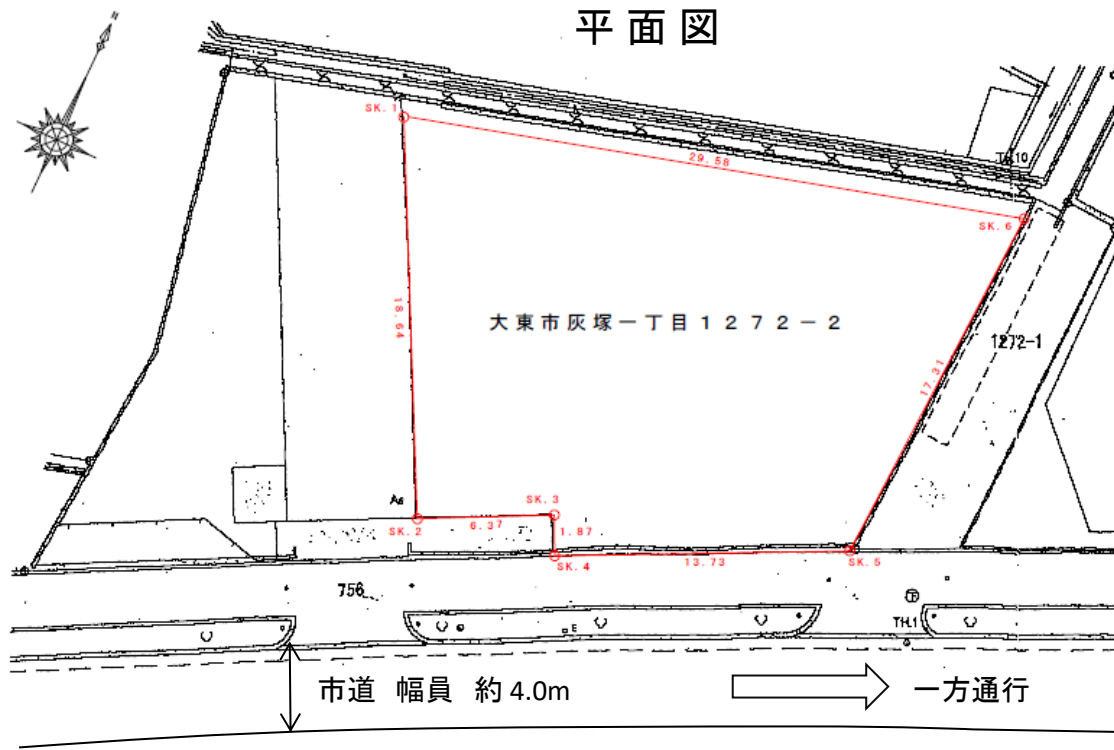 平面図
N
SK.1
29.58
T.10
SK.6
18.64
大東市灰塚一丁目1272-2
1272-1
17.31
A6
SK.3
SK.2
6.37
1.87
SK.4
13.73
SK.5
756
E
TH.1
市道 幅員 約4.0m
一方通行